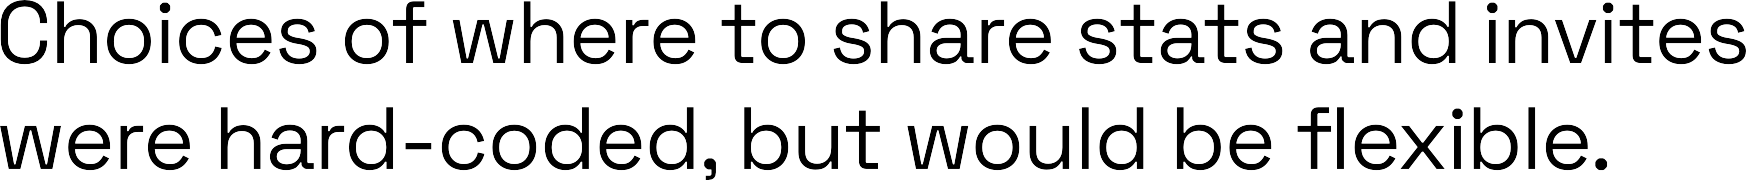 Choices of where to share stats and invites
were hard-coded, but would be flexible.